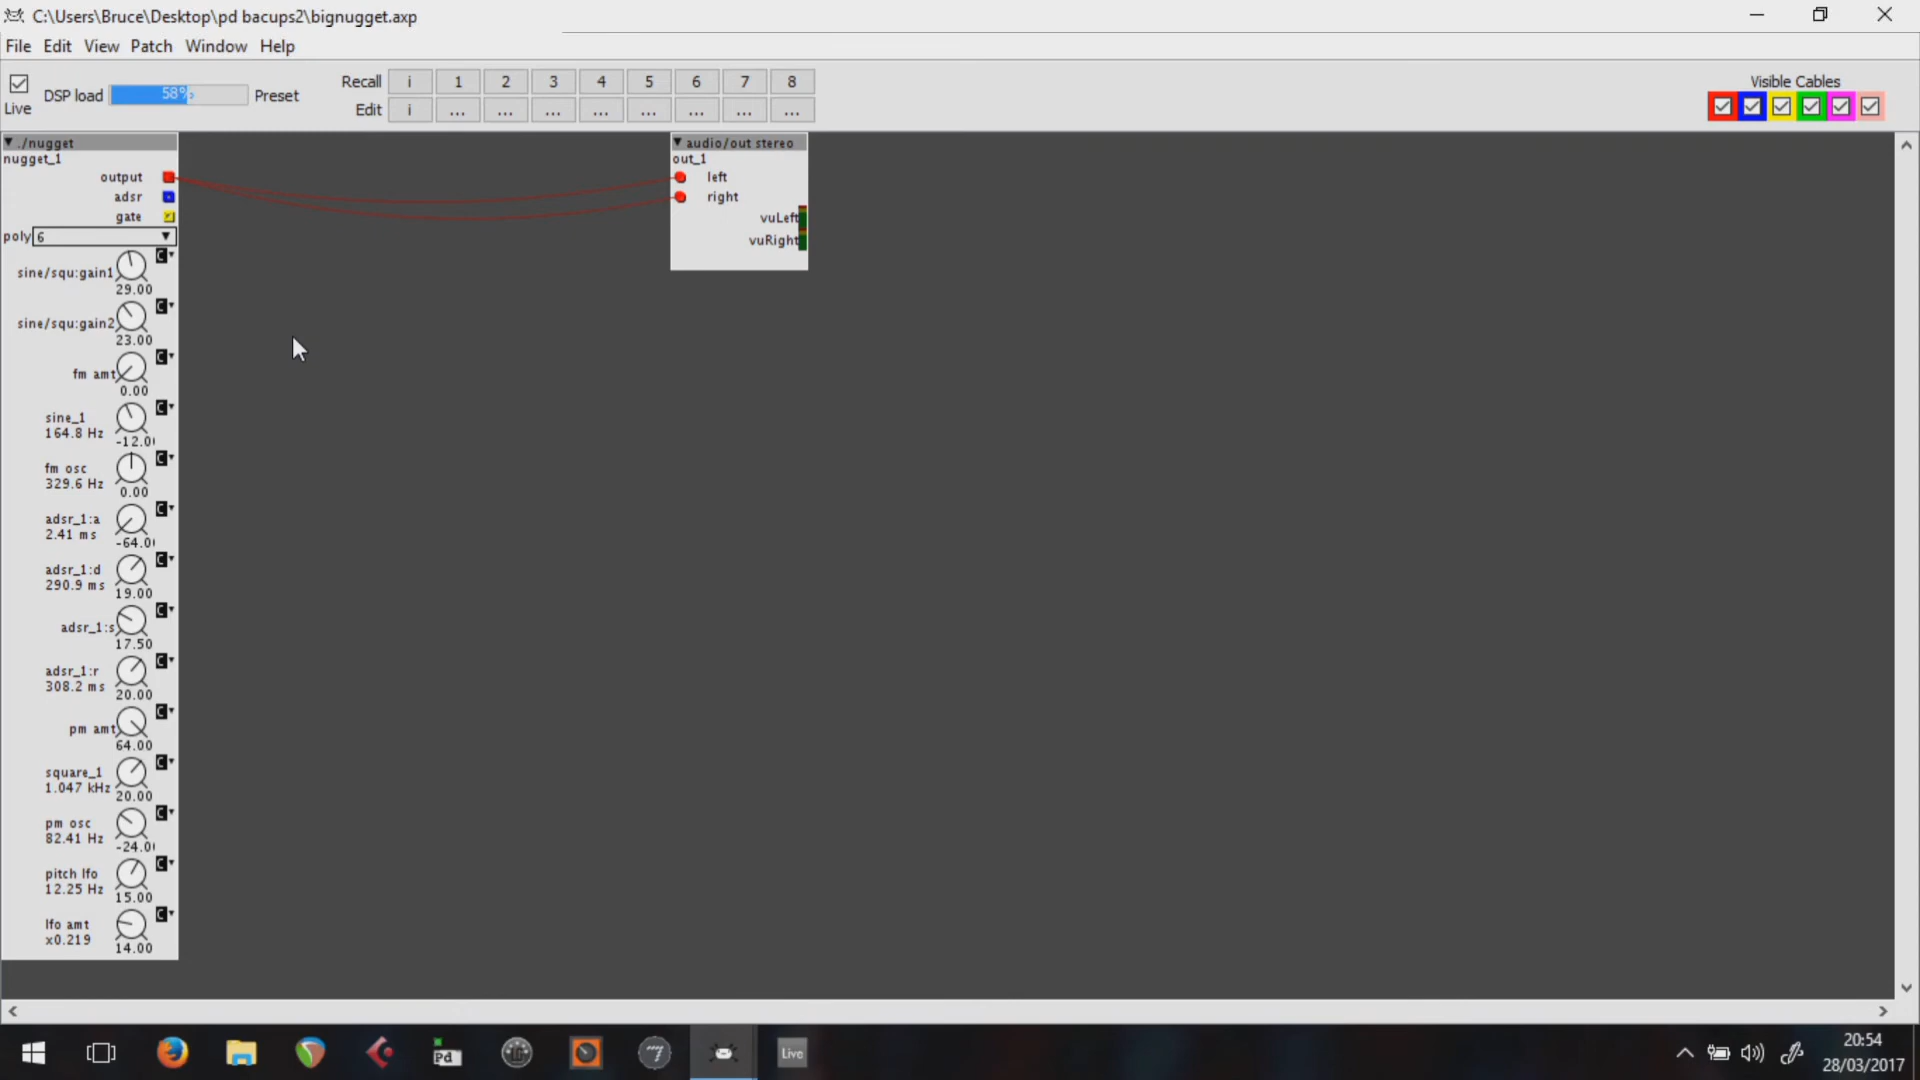 C:\Users\Bruce\Desktop\pd bacups2\bignugget.axp
File Edit View Patch Window Help
Live
DSP load 58%
Preset
Recall i 1 2 3 4 5 6 7 8
Edit i ... ... ... ... ... ... ... ...
Visible Cables
./nugget
nugget_1
output
adsr
gate
poly 6
sine/squ:gain1
29.00
sine/squ:gain2
23.00
fm amt
0.00
sine_1
164.8 Hz
-12.0
fm osc
329.6 Hz
0.00
adsr_1:a
2.41 ms
-64.0
adsr_1:d
290.9 ms
19.00
adsr_1:s
17.50
adsr_1:r
308.2 ms
20.00
pm amt
64.00
square_1
1.047 kHz
20.00
pm osc
82.41 Hz
-24.0
pitch lfo
12.25 Hz
15.00
lfo amt
x0.219
14.00
audio/out stereo
out_1
left
right
vuLeft
vuRight
Pd
Live
20:54
28/03/2017